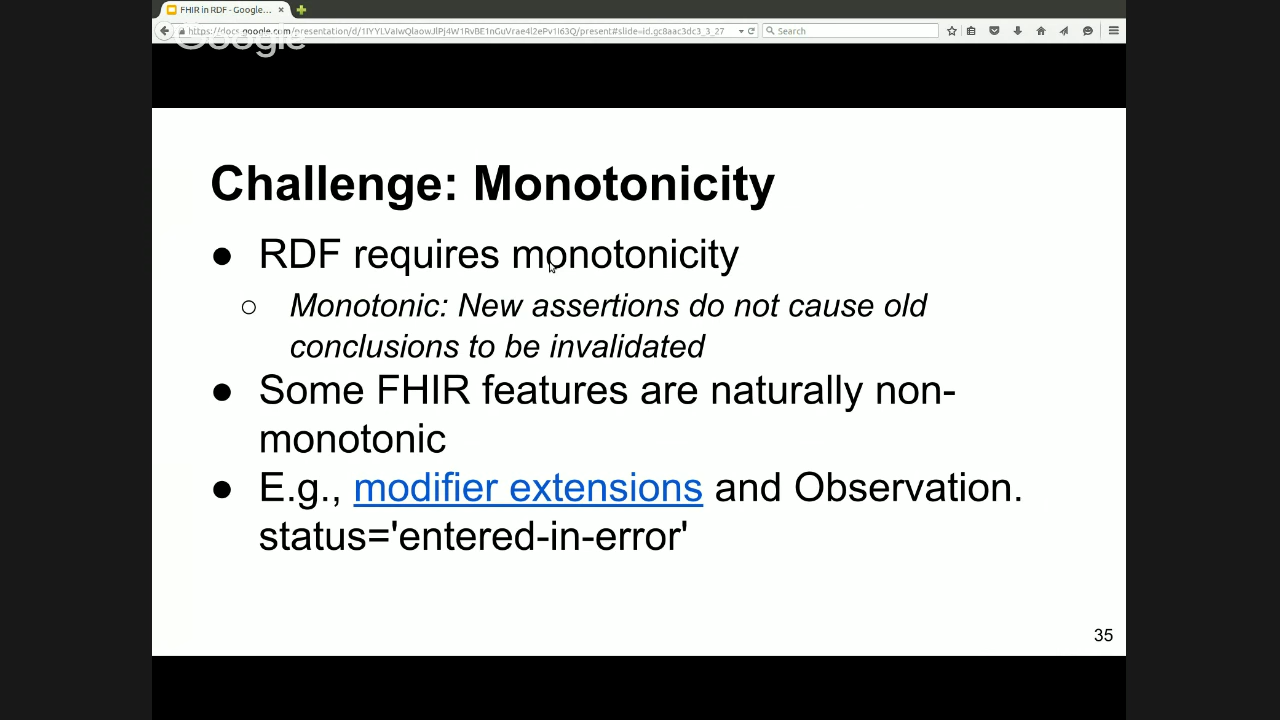 FHIR in RDF - Google...
https://docs.google.com/presentation/d/1IYYLVaIwQlaowJlPj4W1RvBE1nGuVrae4l2ePv1I63Q/present#slide=id.gc8aac3dc3_3_27
Search
Google
Challenge: Monotonicity
● RDF requires monotonicity
○ Monotonic: New assertions do not cause old
conclusions to be invalidated
● Some FHIR features are naturally non-
monotonic
● E.g., modifier extensions and Observation.
status='entered-in-error'
35